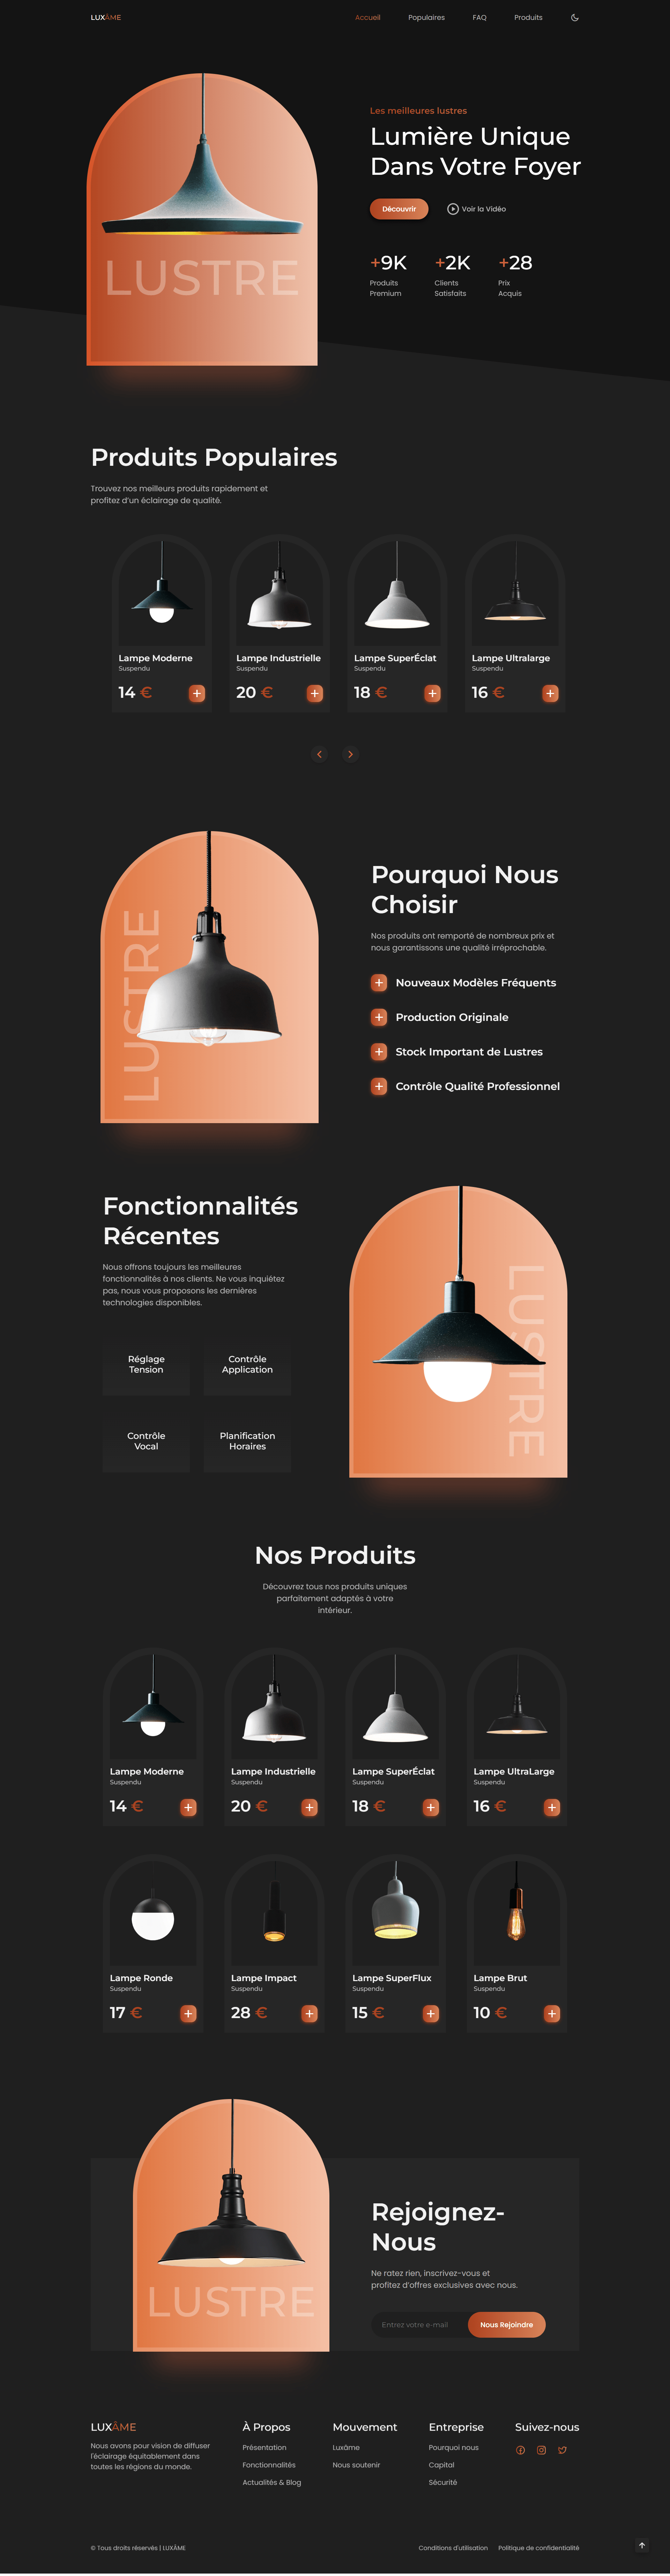 LUXÂME
Accueil
Populaires
FAQ
Produits
Les meilleures lustres
Lumière Unique
Dans Votre Foyer
Découvrir
Voir la Vidéo
LUSTRE
+9K
Produits
Premium
+2K
Clients
Satisfaits
+28
Prix
Acquis
Produits Populaires
Trouvez nos meilleurs produits rapidement et
profitez d'un éclairage de qualité.
Lampe Moderne
Suspendu
14 €
Lampe Industrielle
Suspendu
20 €
Lampe SuperÉclat
Suspendu
18 €
Lampe Ultralarge
Suspendu
16 €
LUSTRE
Pourquoi Nous
Choisir
Nos produits ont remporté de nombreux prix et
nous garantissons une qualité irréprochable.
Nouveaux Modèles Fréquents
Production Originale
Stock Important de Lustres
Contrôle Qualité Professionnel
Fonctionnalités
Récentes
Nous offrons toujours les meilleures
fonctionnalités à nos clients. Ne vous inquiétez
pas, nous vous proposons les dernières
technologies disponibles.
Réglage
Tension
Contrôle
Application
Contrôle
Vocal
Planification
Horaires
LUSTRE
Nos Produits
Découvrez tous nos produits uniques
parfaitement adaptés à votre
intérieur.
Lampe Moderne
Suspendu
14 €
Lampe Industrielle
Suspendu
20 €
Lampe SuperÉclat
Suspendu
18 €
Lampe UltraLarge
Suspendu
16 €
Lampe Ronde
Suspendu
17 €
Lampe Impact
Suspendu
28 €
Lampe SuperFlux
Suspendu
15 €
Lampe Brut
Suspendu
10 €
LUSTRE
Rejoignez-
Nous
Ne ratez rien, inscrivez-vous et
profitez d'offres exclusives avec nous.
Entrez votre e-mail
Nous Rejoindre
LUXÂME
Nous avons pour vision de diffuser
l'éclairage équitablement dans
toutes les régions du monde.
À Propos
Présentation
Fonctionnalités
Actualités & Blog
Mouvement
Luxâme
Nous soutenir
Entreprise
Pourquoi nous
Capital
Sécurité
Suivez-nous
© Tous droits réservés | LUXÂME
Conditions d'utilisation
Politique de confidentialité